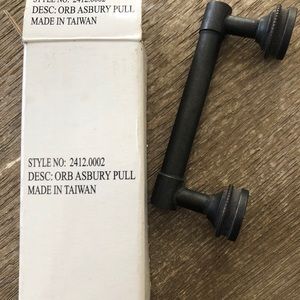 STYLE NO: 2412.0002
DESC: ORB ASBURY PULL
MADE IN TAIWAN
STYLE NO: 2412.0002
DESC: ORB ASBURY PULL
MADE IN TAIWAN